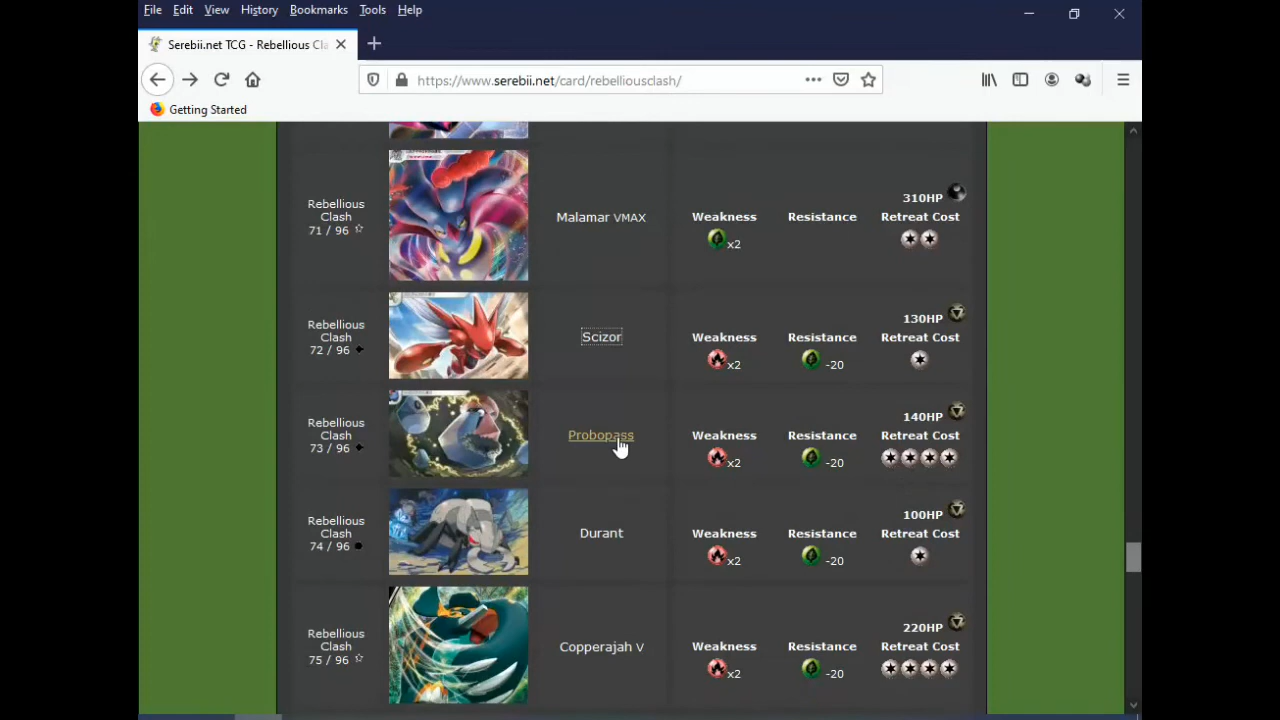 File Edit View History Bookmarks Tools Help
Serebii.net TCG - Rebellious Cla
https://www.serebii.net/card/rebelliousclash/
Getting Started
Rebellious
Clash
71 / 96
Malamar VMAX
Weakness
x2
Resistance
310HP
Retreat Cost
Rebellious
Clash
72 / 96
Scizor
Weakness
x2
Resistance
-20
130HP
Retreat Cost
Rebellious
Clash
73 / 96
Probopass
Weakness
x2
Resistance
-20
140HP
Retreat Cost
Rebellious
Clash
74 / 96
Durant
Weakness
x2
Resistance
-20
100HP
Retreat Cost
Rebellious
Clash
75 / 96
Copperajah V
Weakness
x2
Resistance
-20
220HP
Retreat Cost